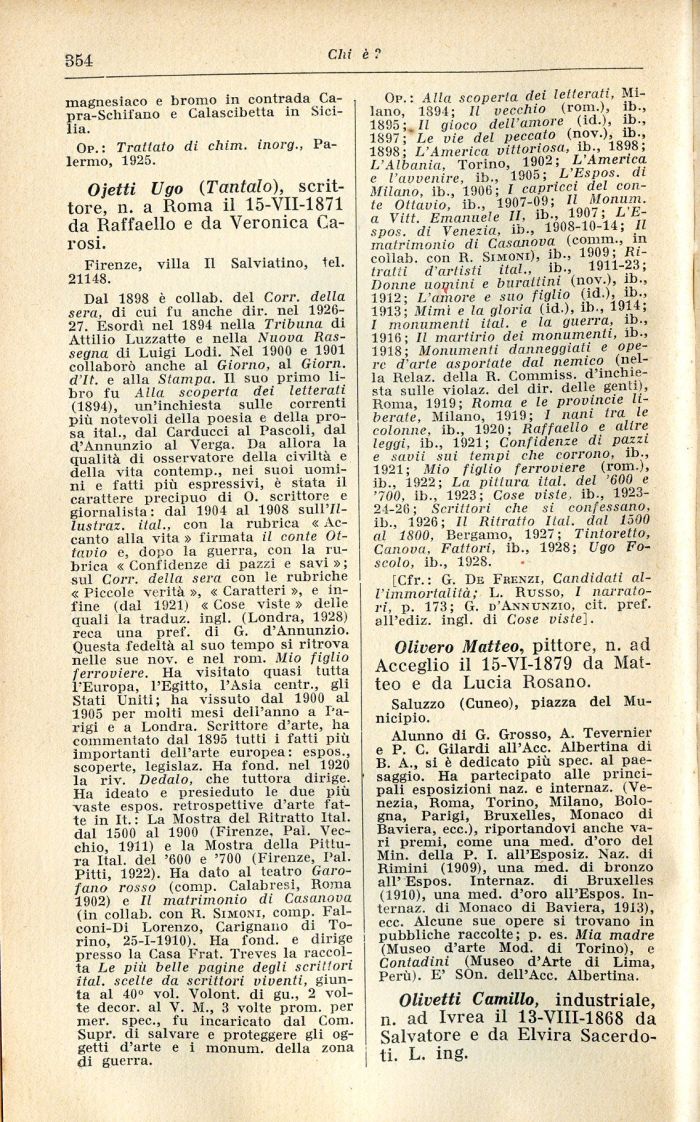 354
Chi è ?
magnesiaco e bromo in contrada Ca-
pra-Schifano e Calascibetta in Sici-
lia.
OP.: Trattato di chim. inorg., Pa-
lermo, 1925.
Ojetti Ugo (Tantalo), scrit-
tore, n. a Roma il 15-VII-1871
da Raffaello e da Veronica Ca-
rosi.
Firenze, villa Il Salviatino, tel.
21148.
Dal 1898 è collab. del Corr. della
sera, di cui fu anche dir. nel 1926-
27. Esordì nel 1894 nella Tribuna di
Attilio Luzzatto e nella Nuova Ras-
segna di Luigi Lodi. Nel 1900 e 1901
collaborò anche al Giorno, al Giorn.
d'It. e alla Stampa. Il suo primo li-
bro fu Alla scoperta dei letterati
(1894), un'inchiesta sulle correnti
più notevoli della poesia e della pro-
sa ital., dal Carducci al Pascoli, dal
d'Annunzio al Verga. Da allora la
qualità di osservatore della civiltà e
della vita contemp., nei suoi uomi-
ni e fatti più espressivi, è stata il
carattere precipuo di O. scrittore e
giornalista: dal 1904 al 1908 sull'Il-
lustraz. ital., con la rubrica « Ac-
canto alla vita » firmata il conte Ot-
tavio e, dopo la guerra, con la ru-
brica « Confidenze di pazzi e savi » ;
sul Corr. della sera con le rubriche
« Piccole verità », « Caratteri », e in-
fine (dal 1921) « Cose viste » delle
quali la traduz. ingl. (Londra, 1928)
reca una pref. di G. d'Annunzio.
Questa fedeltà al suo tempo si ritrova
nelle sue nov. e nel rom. Mio figlio
ferroviere. Ha visitato quasi tutta
l'Europa, l'Egitto, l'Asia centr., gli
Stati Uniti; ha vissuto dal 1900 al
1905 per molti mesi dell'anno a Pa-
rigi e a Londra. Scrittore d'arte, ha
commentato dal 1895 tutti i fatti più
importanti dell'arte europea: espos.,
scoperte, legislaz. Ha fond. nel 1920
la riv. Dedalo, che tuttora dirige.
Ha ideato e presieduto le due più
vaste espos. retrospettive d'arte fat-
te in It.: La Mostra del Ritratto Ital.
dal 1500 al 1900 (Firenze, Pal. Vec-
chio, 1911) e la Mostra della Pittu-
ra Ital. del '600 e '700 (Firenze, Pal.
Pitti, 1922). Ha dato al teatro Garo-
fano rosso (comp. Calabresi, Roma
1902) e Il matrimonio di Casanova
(in collab. con R. SIMONI, comp. Fal-
coni-Di Lorenzo, Carignano di To-
rino, 25-I-1910). Ha fond. e dirige
presso la Casa Frat. Treves la raccol-
ta Le più belle pagine degli scrittori
ital. scelte da scrittori viventi, giun-
ta al 40° vol. Volont. di gu., 2 vol-
te decor. al V. M., 3 volte prom. per
mer. spec., fu incaricato dal Com.
Supr. di salvare e proteggere gli og-
getti d'arte e i monum. della zona
di guerra.
OP.: Alla scoperta dei letterati, Mi-
lano, 1894; Il vecchio (rom.), ib.,
1895; Il gioco dell'amore (id.), ib.,
1897; Le vie del peccato (nov.), ib.,
1898; L'America vittoriosa, ib., 1898;
L'Albania, Torino, 1902; L'America
e l'avvenire, ib., 1905; L'Espos. di
Milano, ib., 1906; I capricci del con-
te Ottavio, ib., 1907-09; Il Monum.
a Vitt. Emanuele II, ib., 1907; L'E-
spos. di Venezia, ib., 1908-10-14; Il
matrimonio di Casanova (comm., in
collab. con R. SIMONI), ib., 1909; Ri-
tratti d'artisti ital., ib., 1911-23;
Donne uomini e burattini (nov.), ib.,
1912; L'amore e suo figlio (id.), ib.,
1913; Mimì e la gloria (id.), ib., 1914;
I monumenti ital. e la guerra, ib.,
1916; Il martirio dei monumenti, ib.,
1918; Monumenti danneggiati e ope-
re d'arte asportate dal nemico (nel-
la Relaz. della R. Commiss. d'inchie-
sta sulle violaz. del dir. delle genti),
Roma, 1919; Roma e le provincie li-
berate, Milano, 1919; I nani tra le
colonne, ib., 1920; Raffaello e altre
leggi, ib., 1921; Confidenze di pazzi
e savii sui tempi che corrono, ib.,
1921; Mio figlio ferroviere (rom.),
ib., 1922; La pittura ital. del '600 e
'700, ib., 1923; Cose viste, ib., 1923-
24-26; Scrittori che si confessano,
ib., 1926; Il Ritratto Ital. dal 1500
al 1800, Bergamo, 1927; Tintoretto,
Canova, Fattori, ib., 1928; Ugo Fo-
scolo, ib., 1928.
[Cfr.: G. DE FRENZI, Candidati al-
l'immortalità; L. RUSSO, I narrato-
ri, p. 173; G. D'ANNUNZIO, cit. pref.
all'ediz. ingl. di Cose viste].
Olivero Matteo, pittore, n. ad
Acceglio il 15-VI-1879 da Mat-
teo e da Lucia Rosano.
Saluzzo (Cuneo), piazza del Mu-
nicipio.
Alunno di G. Grosso, A. Tevernier
e P. C. Gilardi all'Acc. Albertina di
B. A., si è dedicato più spec. al pae-
saggio. Ha partecipato alle princi-
pali esposizioni naz. e internaz. (Ve-
nezia, Roma, Torino, Milano, Bolo-
gna, Parigi, Bruxelles, Monaco di
Baviera, ecc.), riportandovi anche va-
ri premi, come una med. d'oro del
Min. della P. I. all'Esposiz. Naz. di
Rimini (1909), una med. di bronzo
all' Espos. Internaz. di Bruxelles
(1910), una med. d'oro all'Espos. In-
ternaz. di Monaco di Baviera, 1913),
ecc. Alcune sue opere si trovano in
pubbliche raccolte; p. es. Mia madre
(Museo d'arte Mod. di Torino), e
Contadini (Museo d'Arte di Lima,
Perù). E' SOn. dell'Acc. Albertina.
Olivetti Camillo, industriale,
n. ad Ivrea il 13-VIII-1868 da
Salvatore e da Elvira Sacerdo-
ti. L. ing.